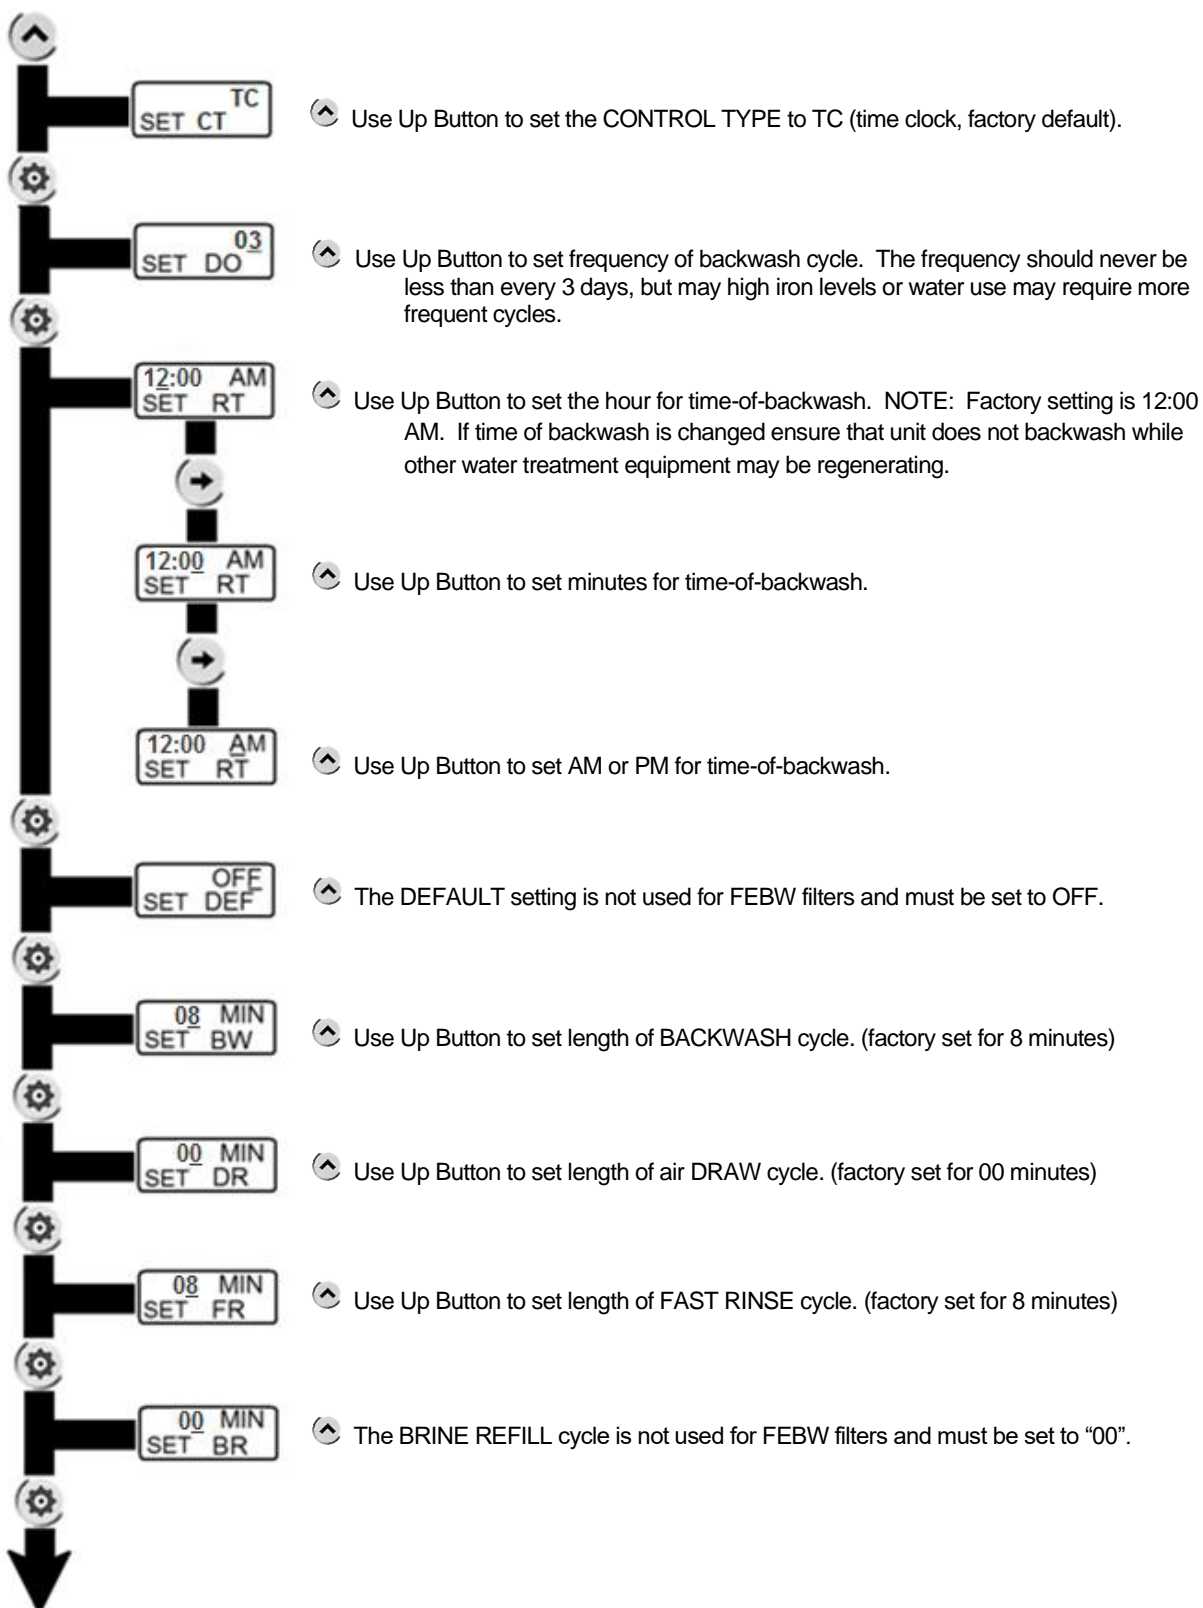 TC
SET CT
Use Up Button to set the CONTROL TYPE to TC (time clock, factory default).
03
SET DO
Use Up Button to set frequency of backwash cycle. The frequency should never be
less than every 3 days, but may high iron levels or water use may require more
frequent cycles.
12:00 AM
SET RT
Use Up Button to set the hour for time-of-backwash. NOTE: Factory setting is 12:00
AM. If time of backwash is changed ensure that unit does not backwash while
other water treatment equipment may be regenerating.
12:00 AM
SET RT
Use Up Button to set minutes for time-of-backwash.
12:00 AM
SET RT
Use Up Button to set AM or PM for time-of-backwash.
OFF
SET DEF
The DEFAULT setting is not used for FEBW filters and must be set to OFF.
08 MIN
SET BW
Use Up Button to set length of BACKWASH cycle. (factory set for 8 minutes)
00 MIN
SET DR
Use Up Button to set length of air DRAW cycle. (factory set for 00 minutes)
08 MIN
SET FR
Use Up Button to set length of FAST RINSE cycle. (factory set for 8 minutes)
00 MIN
SET BR
The BRINE REFILL cycle is not used for FEBW filters and must be set to “00”.